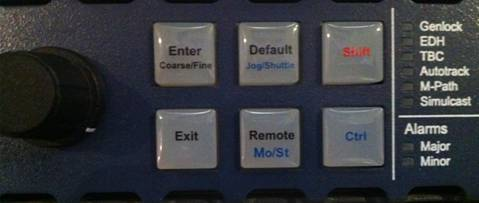 Enter
Coarse/Fine
Default
Jog/Shuttle
Shift
Exit
Remote
Mo/St
Ctrl
Genlock
EDH
TBC
Autotrack
M-Path
Simulcast
Alarms
Major
Minor